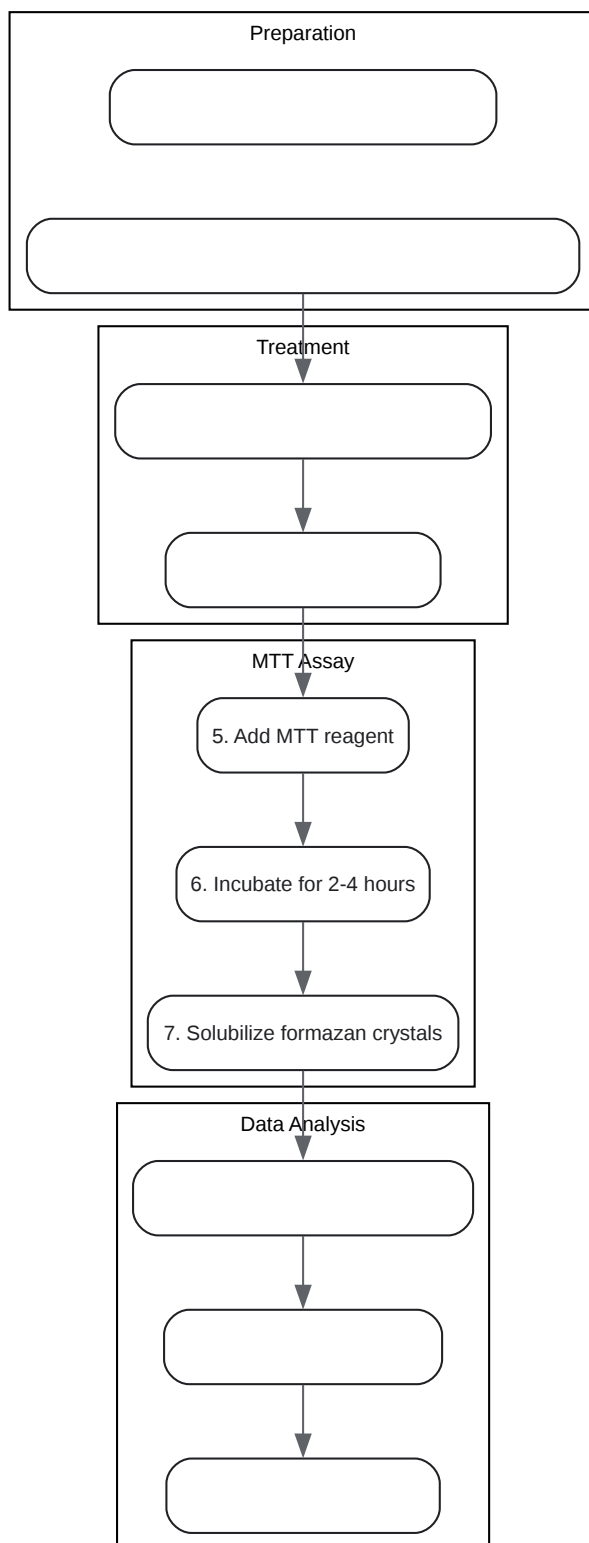 Preparation
Treatment
MTT Assay
5. Add MTT reagent
6. Incubate for 2-4 hours
7. Solubilize formazan crystals
Data Analysis